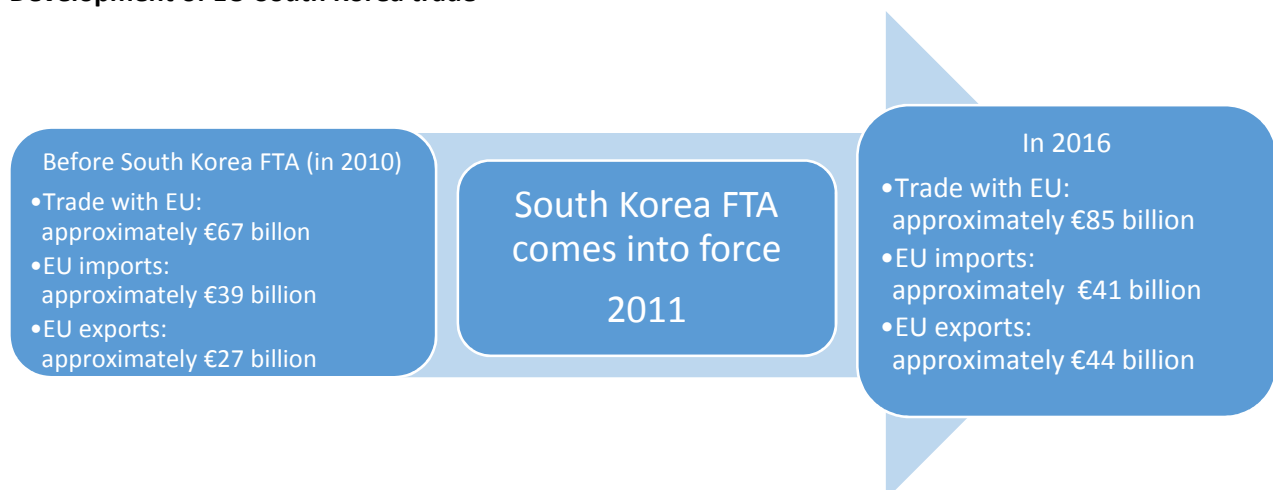 Before South Korea FTA (in 2010)
•Trade with EU:
approximately €67 billon
•EU imports:
approximately €39 billion
•EU exports:
approximately €27 billion
South Korea FTA
comes into force
2011
In 2016
•Trade with EU:
approximately €85 billion
•EU imports:
approximately €41 billion
•EU exports:
approximately €44 billion